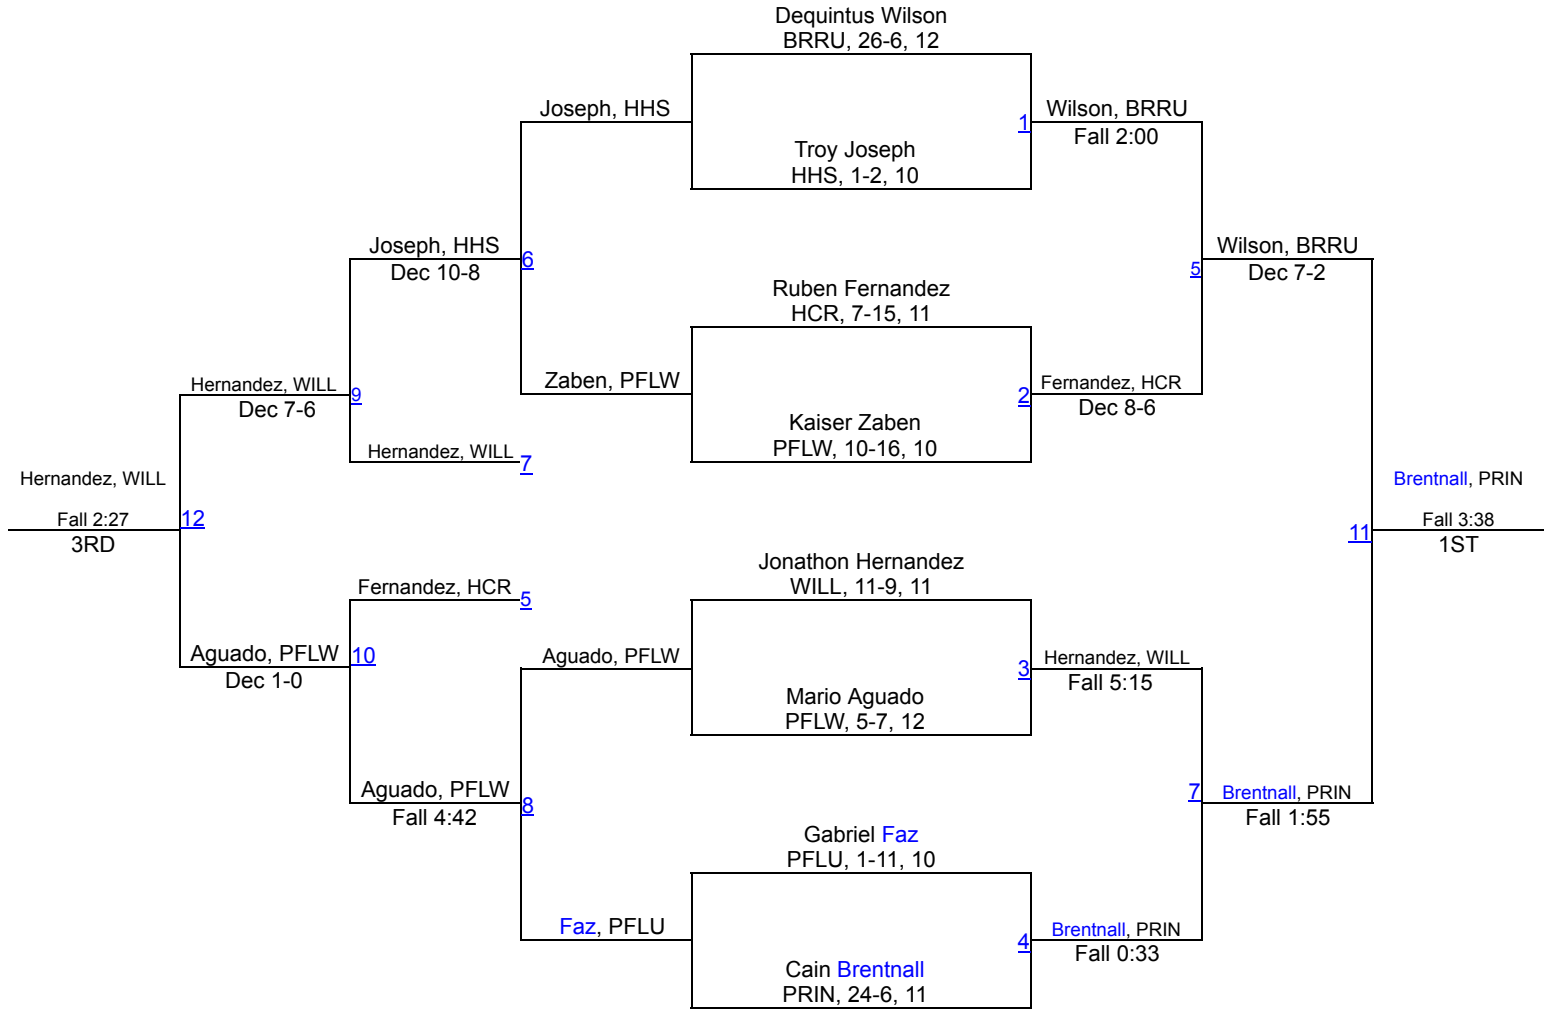 Dequintus Wilson
BRRU, 26-6, 12
Joseph, HHS
1
Wilson, BRRU
Fall 2:00
Troy Joseph
HHS, 1-2, 10
Joseph, HHS
Dec 10-8
6
Wilson, BRRU
Dec 7-2
5
Ruben Fernandez
HCR, 7-15, 11
Hernandez, WILL
Dec 7-6
9
Zaben, PFLW
2
Fernandez, HCR
Dec 8-6
Kaiser Zaben
PFLW, 10-16, 10
Hernandez, WILL
7
Hernandez, WILL
Fall 2:27
3RD
12
Brentnall, PRIN
Fall 3:38
1ST
11
Jonathon Hernandez
WILL, 11-9, 11
Fernandez, HCR
5
Aguado, PFLW
Dec 1-0
10
Aguado, PFLW
3
Hernandez, WILL
Fall 5:15
Mario Aguado
PFLW, 5-7, 12
Aguado, PFLW
Fall 4:42
8
7
Brentnall, PRIN
Fall 1:55
Gabriel Faz
PFLU, 1-11, 10
Faz, PFLU
4
Brentnall, PRIN
Fall 0:33
Cain Brentnall
PRIN, 24-6, 11